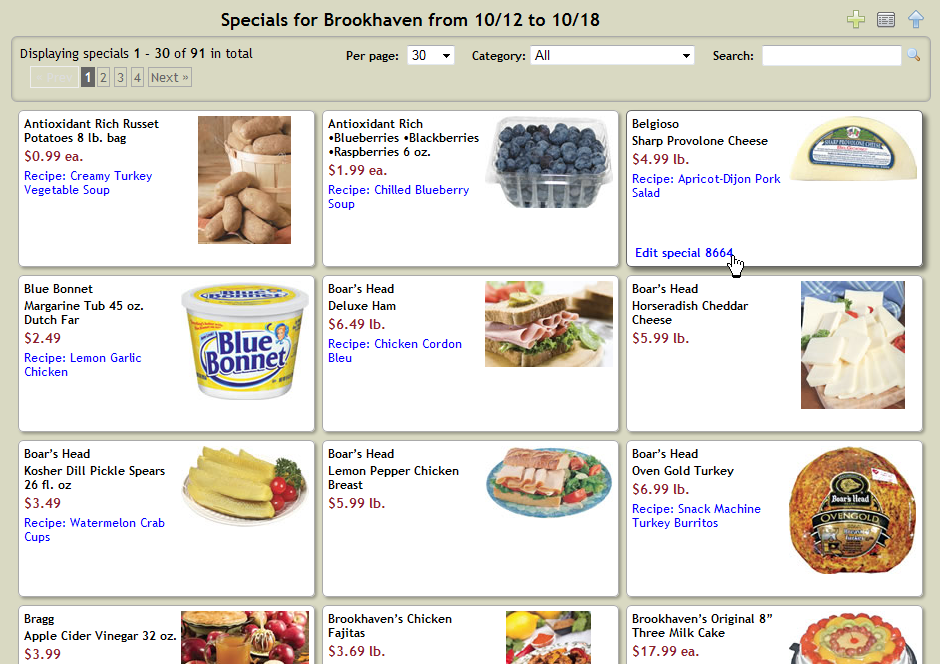 Specials for Brookhaven from 10/12 to 10/18
Displaying specials 1 - 30 of 91 in total
Per page: 30
Category: All
Search:
« Prev 1 2 3 4 Next »
Antioxidant Rich Russet
Potatoes 8 lb. bag
$0.99 ea.
Recipe: Creamy Turkey
Vegetable Soup
Antioxidant Rich
•Blueberries •Blackberries
•Raspberries 6 oz.
$1.99 ea.
Recipe: Chilled Blueberry
Soup
Belgioso
Sharp Provolone Cheese
$4.99 lb.
Recipe: Apricot-Dijon Pork
Salad
Edit special 8664
SHARP PROVOLONE CHEESE
Blue Bonnet
Margarine Tub 45 oz.
Dutch Far
$2.49
Recipe: Lemon Garlic
Chicken
Blue Bonnet
Blue
Bonnet
Boar's Head
Deluxe Ham
$6.49 lb.
Recipe: Chicken Cordon
Bleu
Boar's Head
Horseradish Cheddar
Cheese
$5.99 lb.
Boar's Head
Kosher Dill Pickle Spears
26 fl. oz
$3.49
Recipe: Watermelon Crab
Cups
Boar's Head
Lemon Pepper Chicken
Breast
$5.99 lb.
Boar's Head
Oven Gold Turkey
$6.99 lb.
Recipe: Snack Machine
Turkey Burritos
Boar's Head
OVENGOLD
Bragg
Apple Cider Vinegar 32 oz.
$3.99
Brookhaven's Chicken
Fajitas
$3.69 lb.
Brookhaven's Original 8"
Three Milk Cake
$17.99 ea.